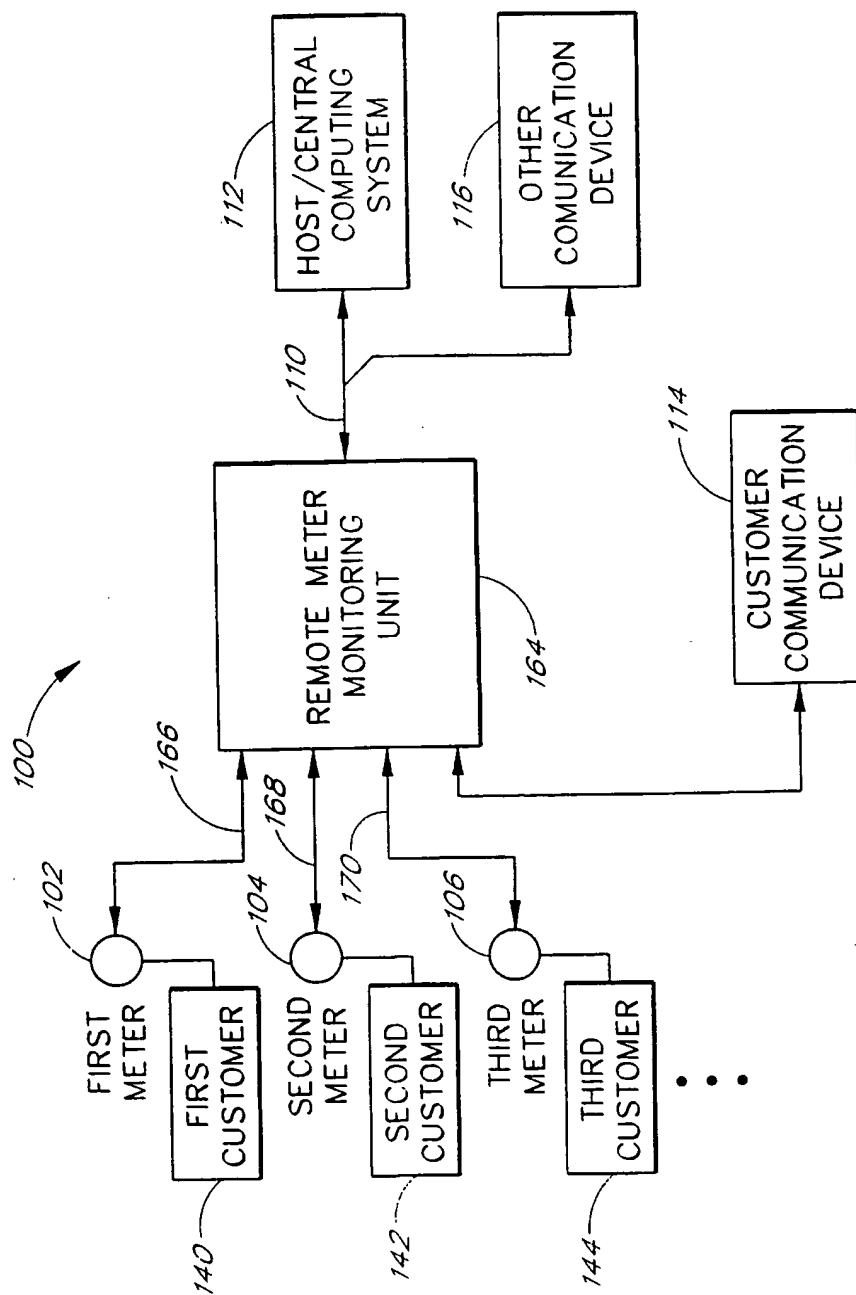 100
FIRST
METER
102
166
FIRST
CUSTOMER
140
SECOND
METER
104
168
SECOND
CUSTOMER
142
THIRD
METER
106
170
THIRD
CUSTOMER
144
REMOTE METER
MONITORING
UNIT
164
110
112
HOST/CENTRAL
COMPUTING
SYSTEM
116
OTHER
COMUNICATION
DEVICE
114
CUSTOMER
COMMUNICATION
DEVICE